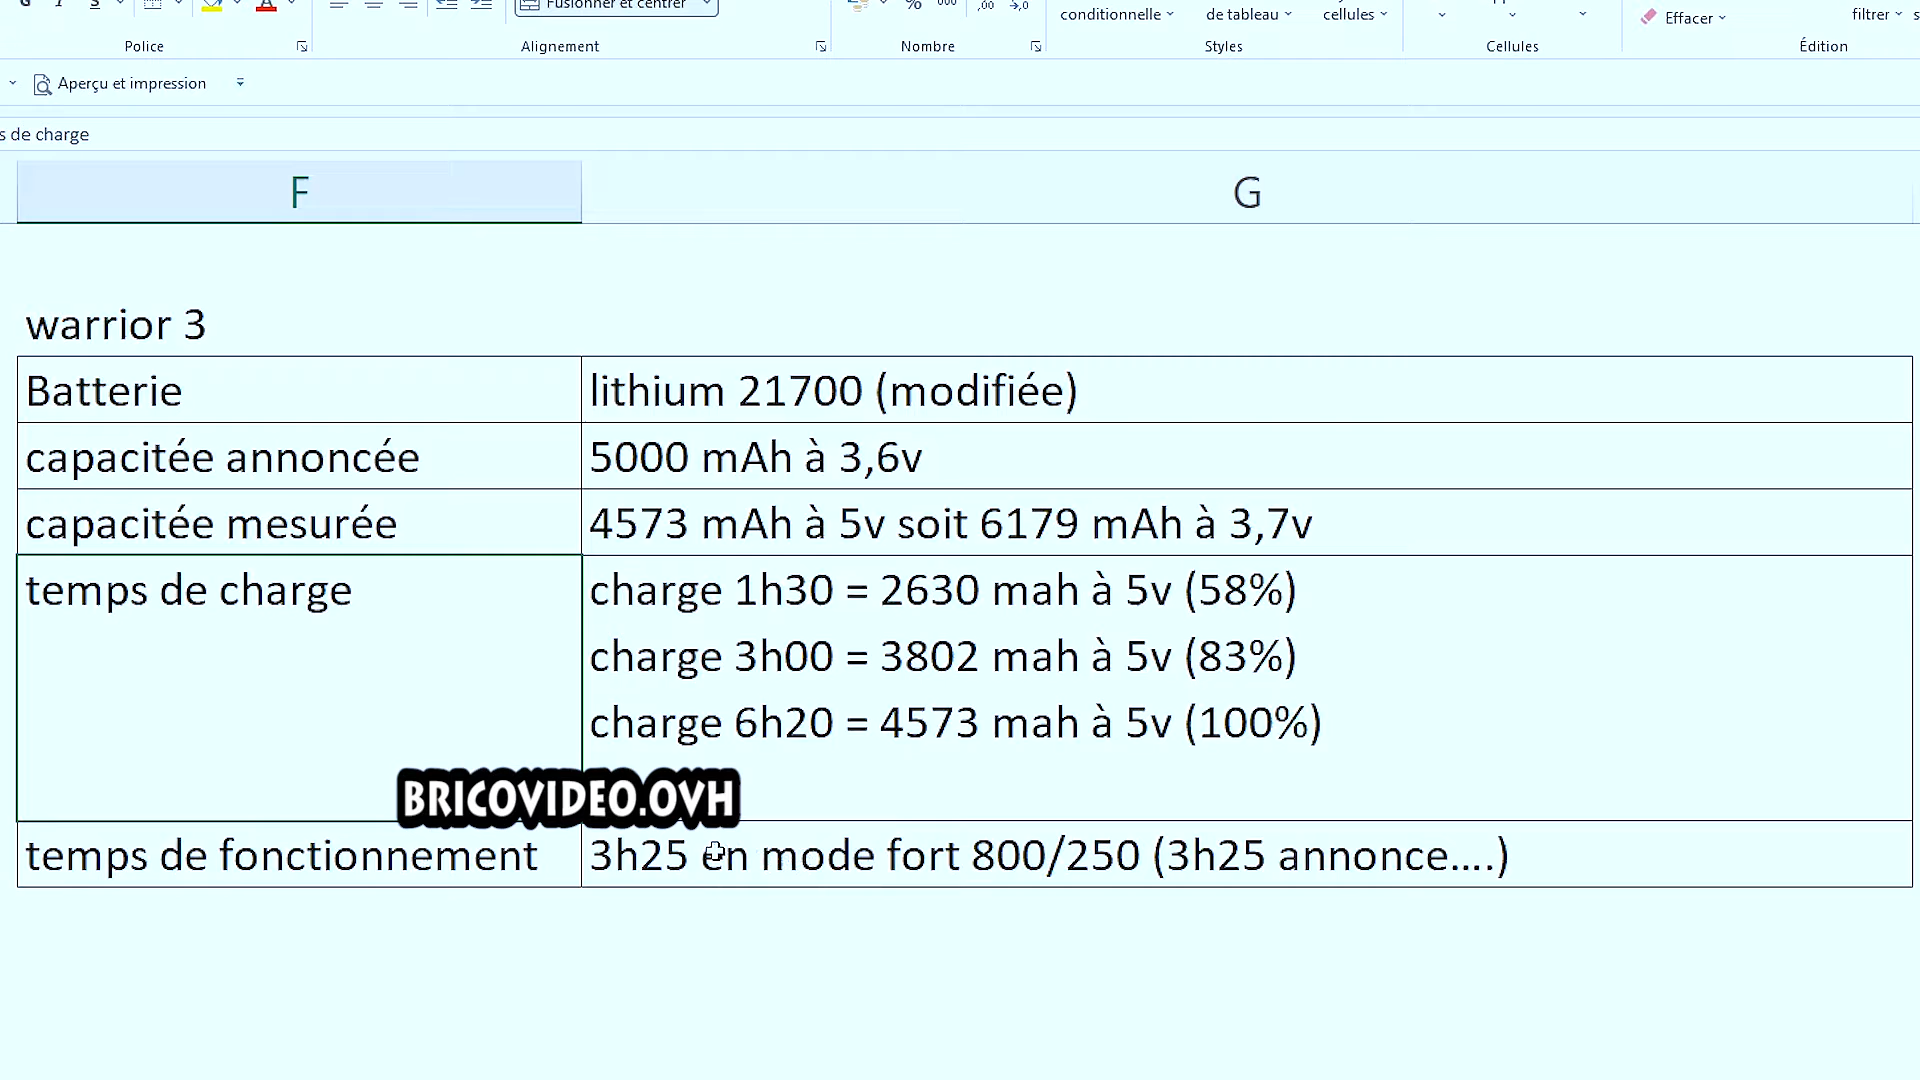 Fusionner et centrer
conditionnelle
de tableau
cellules
Effacer
filtrer
Police
Alignement
Nombre
Styles
Cellules
Édition
Aperçu et impression
s de charge
F
G
warrior 3
Batterie
lithium 21700 (modifiée)
capacitée annoncée
5000 mAh à 3,6v
capacitée mesurée
4573 mAh à 5v soit 6179 mAh à 3,7v
temps de charge
charge 1h30 = 2630 mah à 5v (58%)
charge 3h00 = 3802 mah à 5v (83%)
charge 6h20 = 4573 mah à 5v (100%)
BRICOVIDEO.OVH
temps de fonctionnement
3h25 en mode fort 800/250 (3h25 annonce....)